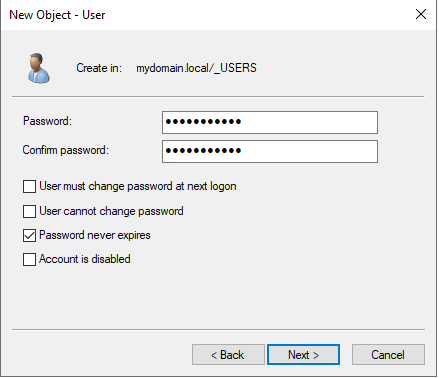 New Object - User
Create in: mydomain.local/_USERS
Password: ●●●●●●●●●●●
Confirm password: ●●●●●●●●●●●
User must change password at next logon
User cannot change password
Password never expires
Account is disabled
< Back Next > Cancel